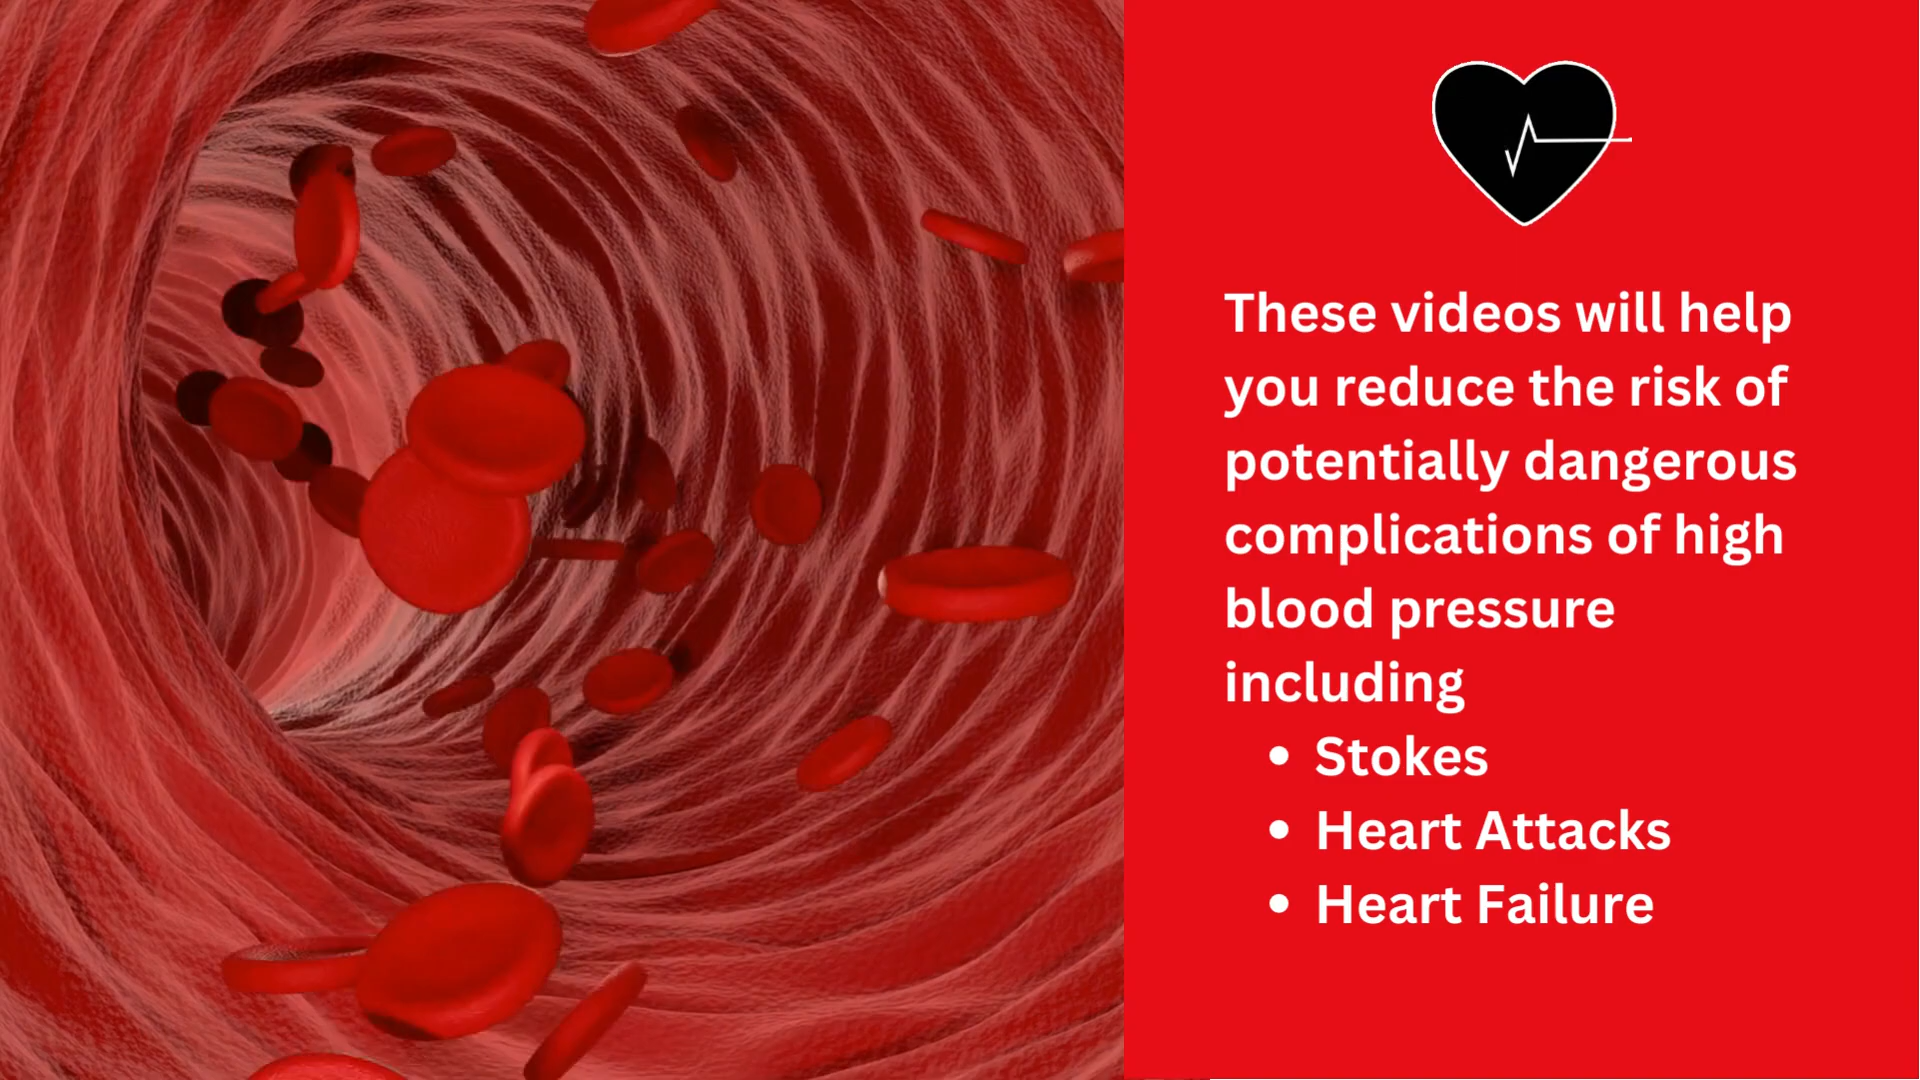 These videos will help
you reduce the risk of
potentially dangerous
complications of high
blood pressure
including
• Stokes
• Heart Attacks
• Heart Failure